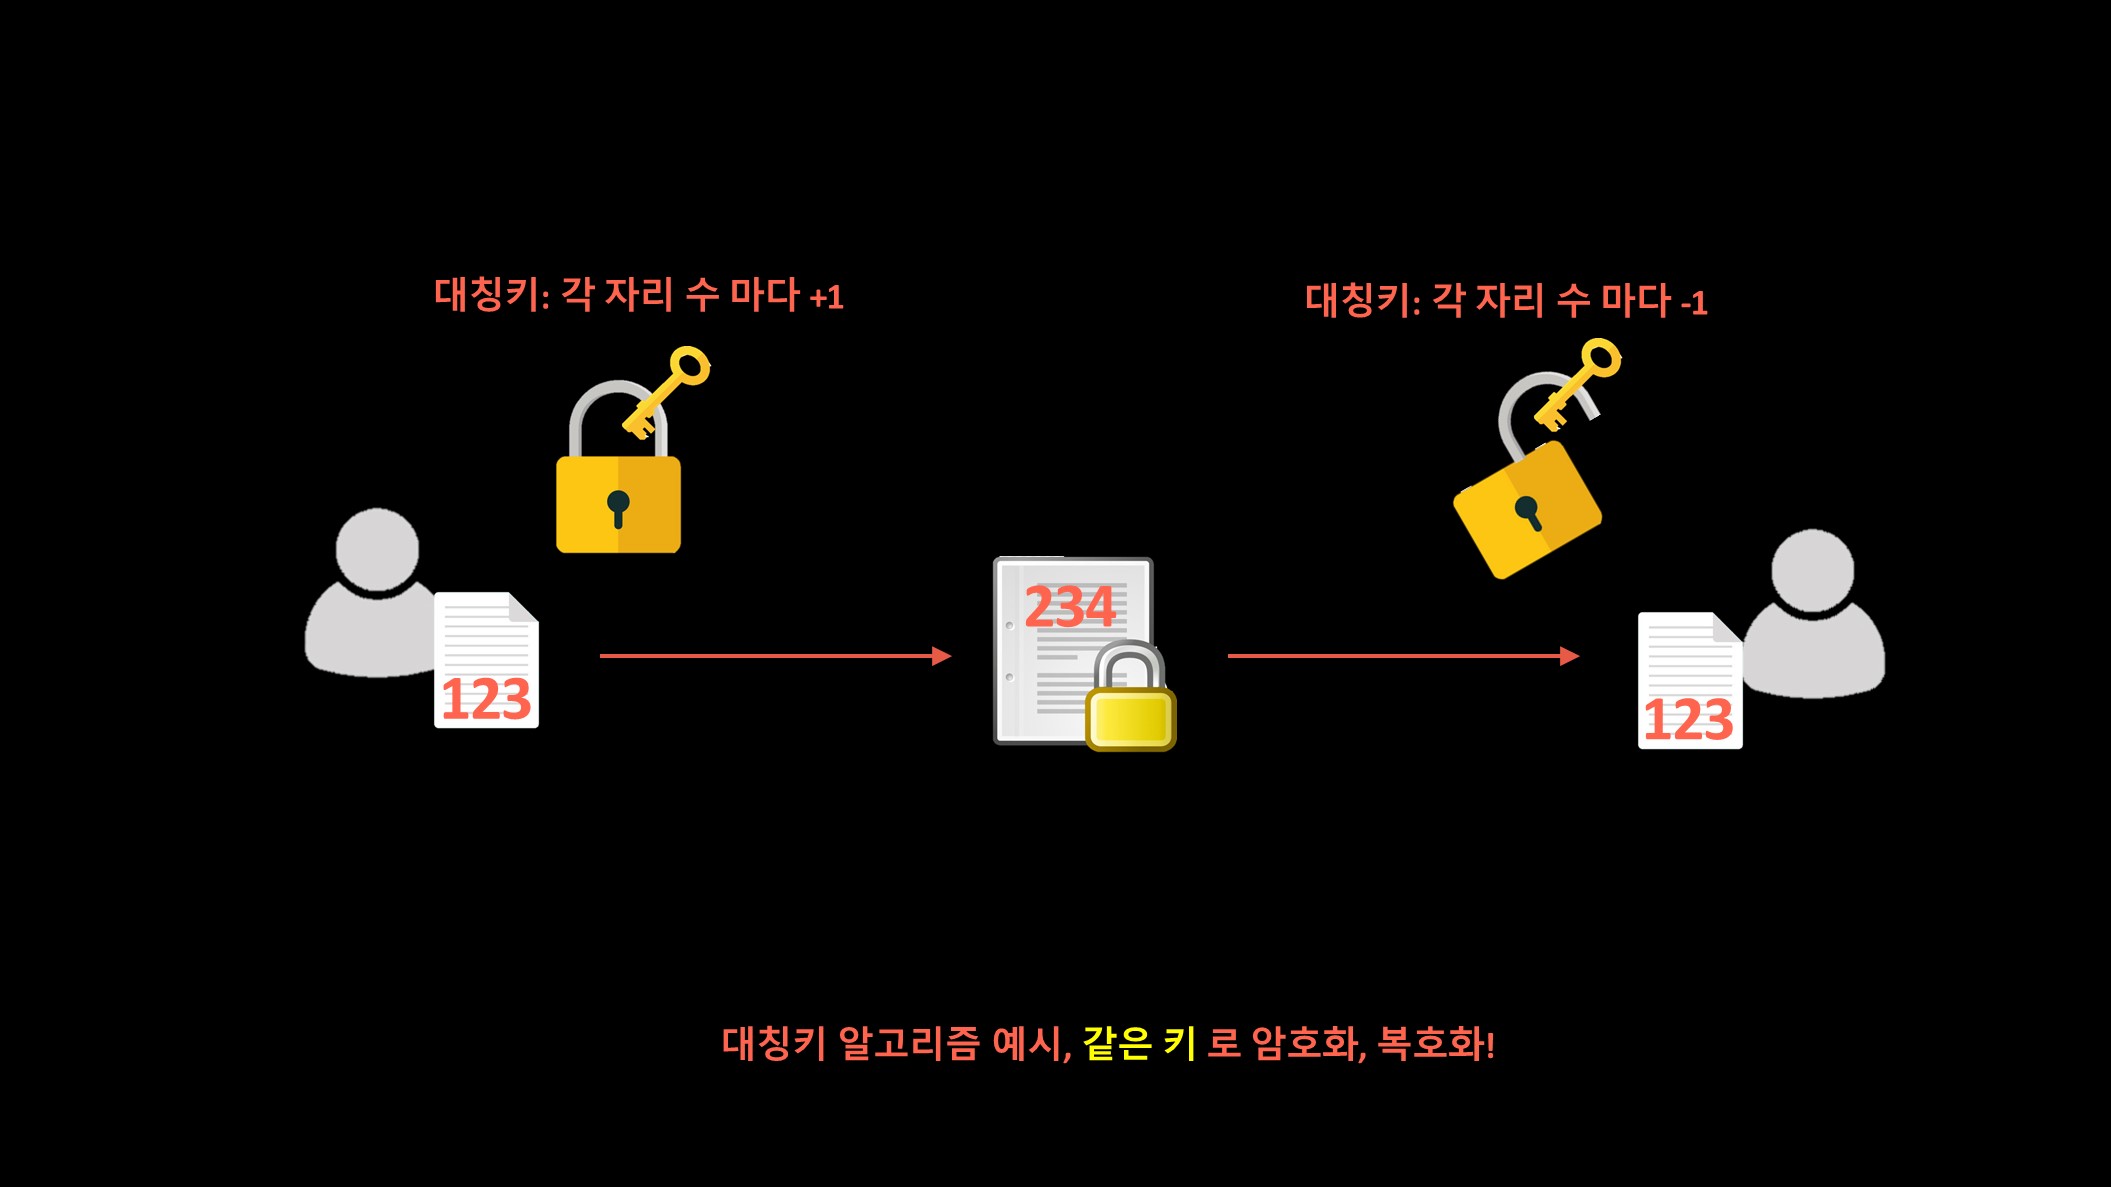 대칭키: 각 자리 수 마다 +1
대칭키: 각 자리 수 마다 -1
234
123
123
대칭키 알고리즘 예시, 같은 키 로 암호화, 복호화!